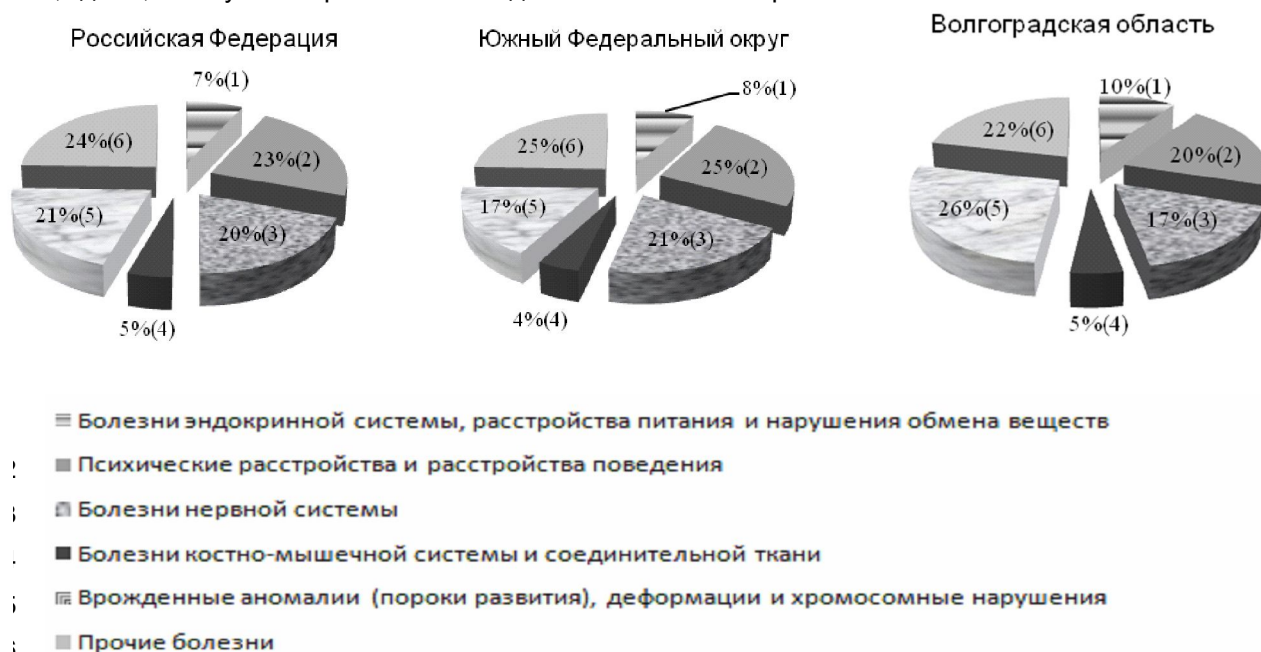 Российская Федерация
Южный Федеральный округ
Волгоградская область
7%(1)
23%(2)
20%(3)
5%(4)
21%(5)
24%(6)
8%(1)
25%(2)
21%(3)
4%(4)
17%(5)
25%(6)
10%(1)
20%(2)
17%(3)
5%(4)
26%(5)
22%(6)
Болезни эндокринной системы, расстройства питания и нарушения обмена веществ
Психические расстройства и расстройства поведения
Болезни нервной системы
Болезни костно-мышечной системы и соединительной ткани
Врожденные аномалии (пороки развития), деформации и хромосомные нарушения
Прочие болезни